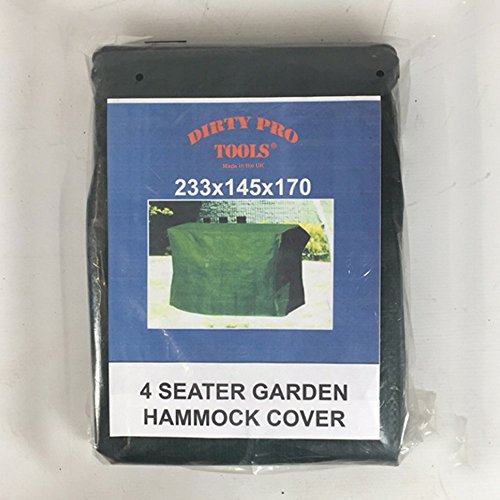 DIRTY PRO
TOOLS®
Made in the UK
233x145x170
4 SEATER GARDEN
HAMMOCK COVER